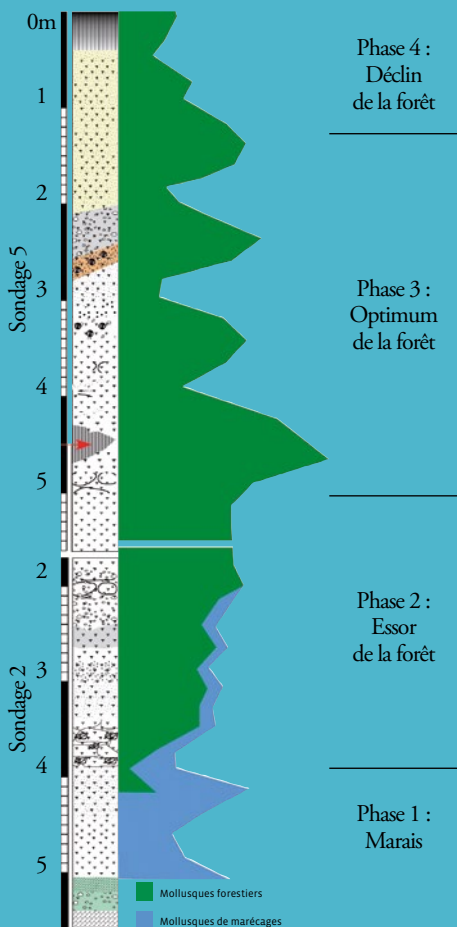 0m
1
2
3
4
5
Sondage 5
2
3
4
5
Sondage 2
Phase 4 :
Déclin
de la forêt
Phase 3 :
Optimum
de la forêt
Phase 2 :
Essor
de la forêt
Phase 1 :
Marais
Mollusques forestiers
Mollusques de marécages